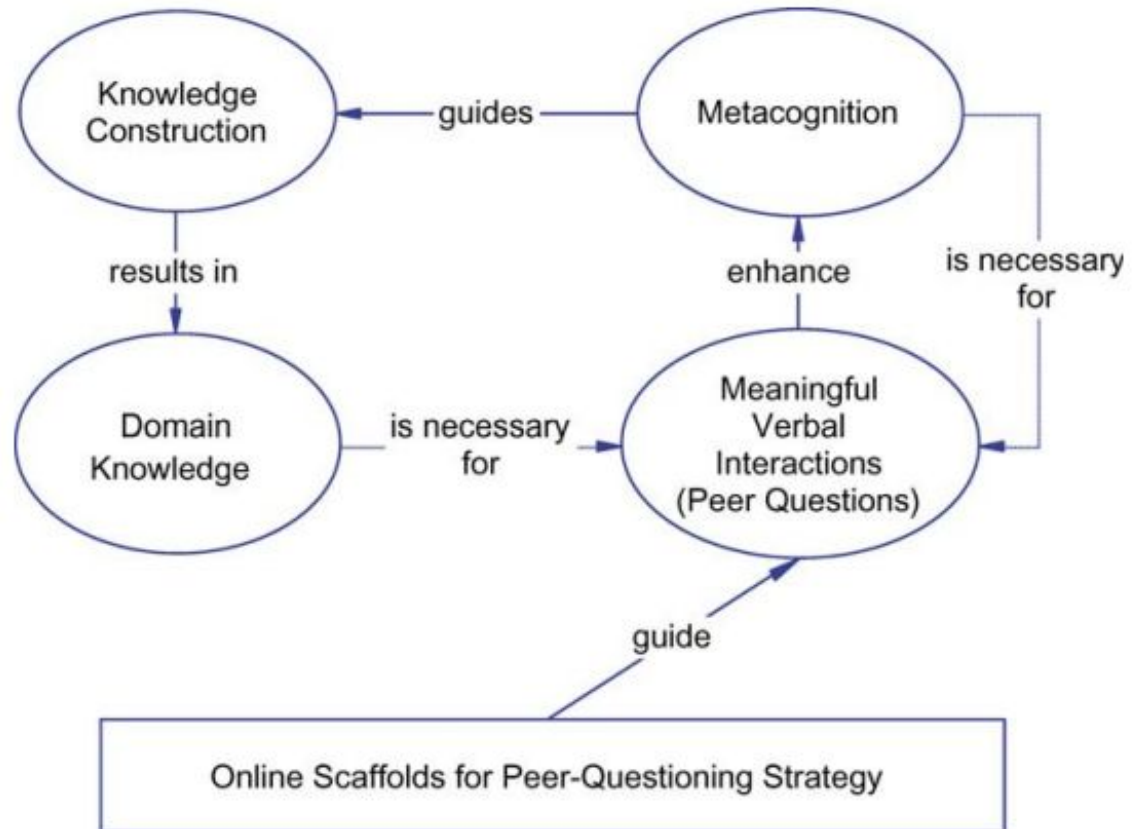 Knowledge
Construction
guides
Metacognition
results in
enhance
is necessary
for
Domain
Knowledge
is necessary
for
Meaningful
Verbal
Interactions
(Peer Questions)
guide
Online Scaffolds for Peer-Questioning Strategy